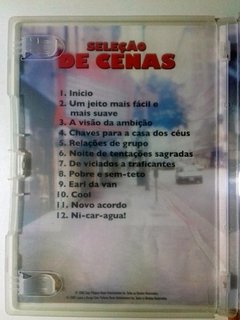 SELEÇÃO
DE CENAS
1. Início
2. Um jeito mais fácil e
mais suave
3. A visão da ambição
4. Chaves para a casa dos céus
5. Relações de grupo
6. Noite de tentações sagradas
7. De viciados a traficantes
8. Pobre e sem-teto
9. Earl da van
10. Cool
11. Novo acordo
12. Ni-car-agua!